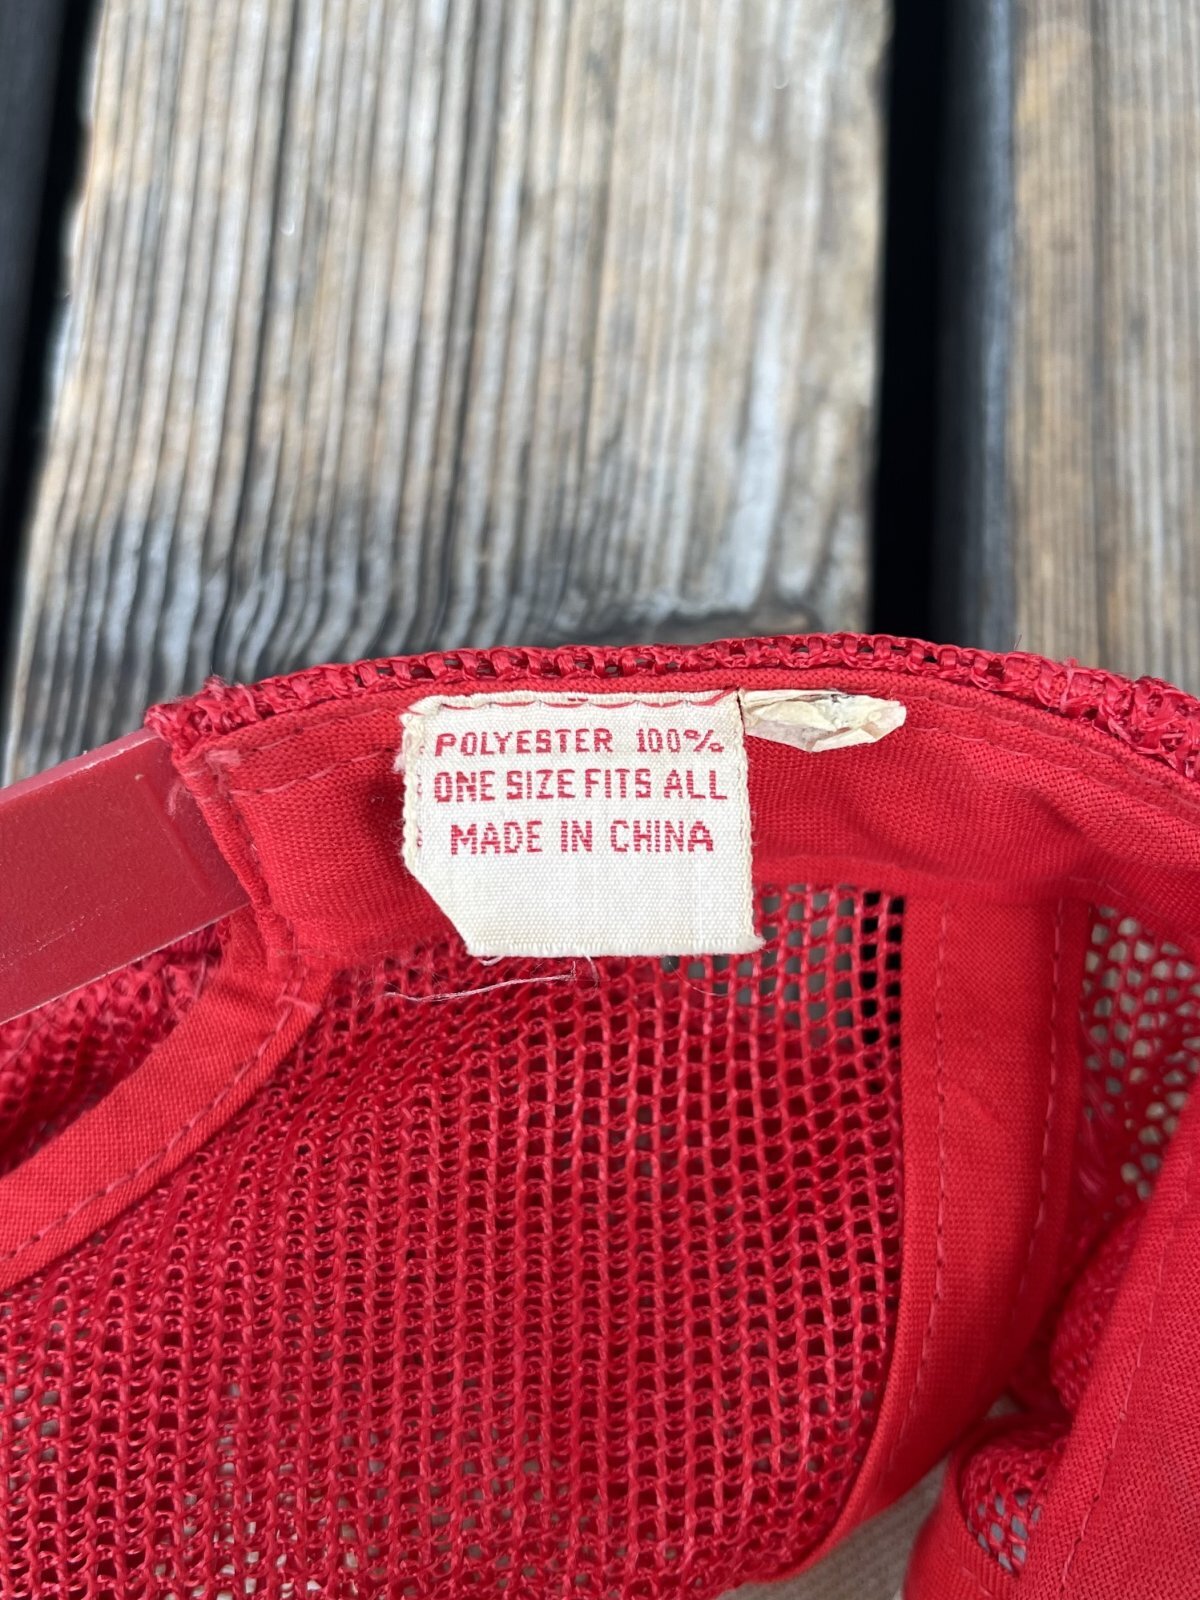 POLYESTER 100%
ONE SIZE FITS ALL
MADE IN CHINA